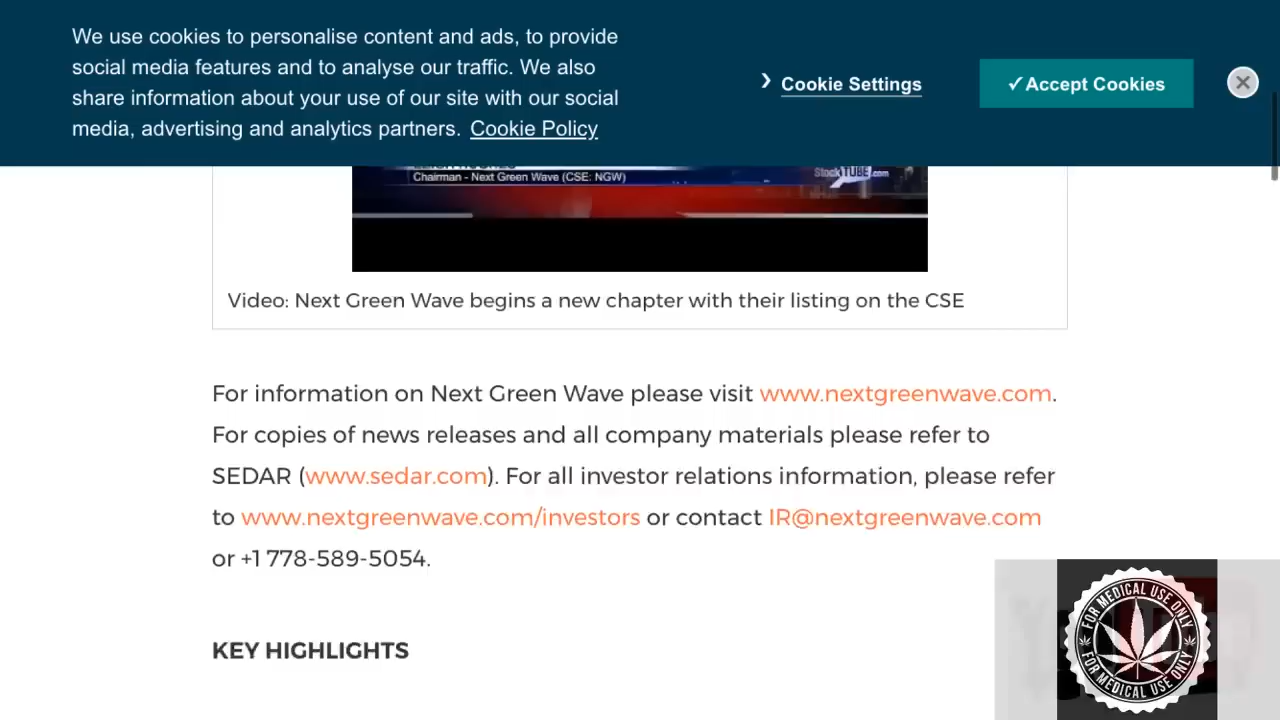 We use cookies to personalise content and ads, to provide
social media features and to analyse our traffic. We also
share information about your use of our site with our social
media, advertising and analytics partners. Cookie Policy
Cookie Settings
✓Accept Cookies
Chairman - Next Green Wave (CSE: NGW)
StockTUBE.com
Video: Next Green Wave begins a new chapter with their listing on the CSE
For information on Next Green Wave please visit www.nextgreenwave.com.
For copies of news releases and all company materials please refer to
SEDAR (www.sedar.com). For all investor relations information, please refer
to www.nextgreenwave.com/investors or contact IR@nextgreenwave.com
or +1 778-589-5054.
KEY HIGHLIGHTS
FOR MEDICAL USE ONLY
FOR MEDICAL USE ONLY